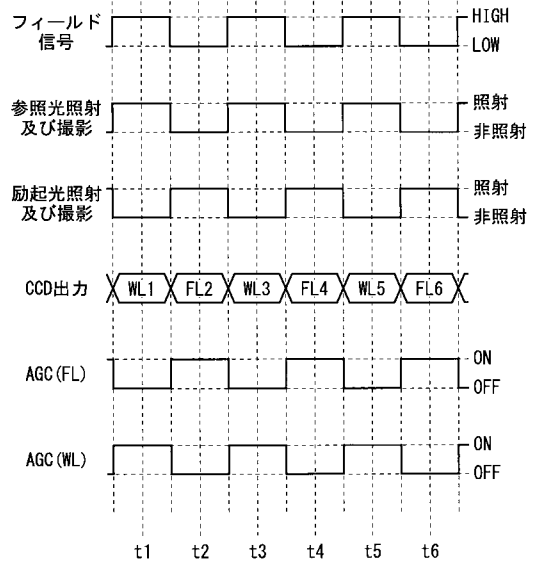 フィールド
信号
HIGH
LOW
参照光照射
及び撮影
照射
非照射
励起光照射
及び撮影
照射
非照射
CCD出力
WL1 FL2 WL3 FL4 WL5 FL6
AGC(FL)
ON
OFF
AGC(WL)
ON
OFF
t1 t2 t3 t4 t5 t6